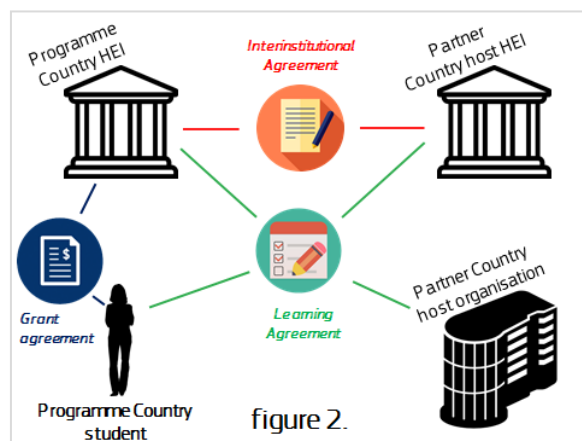 Programme
Country HEI
Interinstitutional
Agreement
Partner
Country host HEI
$
Grant
agreement
Learning
Agreement
Partner Country
host organisation
Programme Country
student
figure 2.